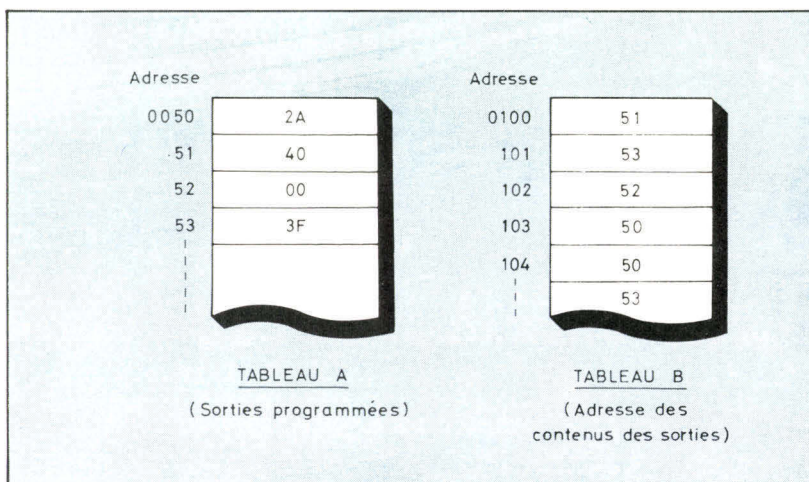 Adresse
0050 2A
51 40
52 00
53 3F
TABLEAU A
(Sorties programmées)
Adresse
0100 51
101 53
102 52
103 50
104 50
53
TABLEAU B
(Adresse des
contenus des sorties)